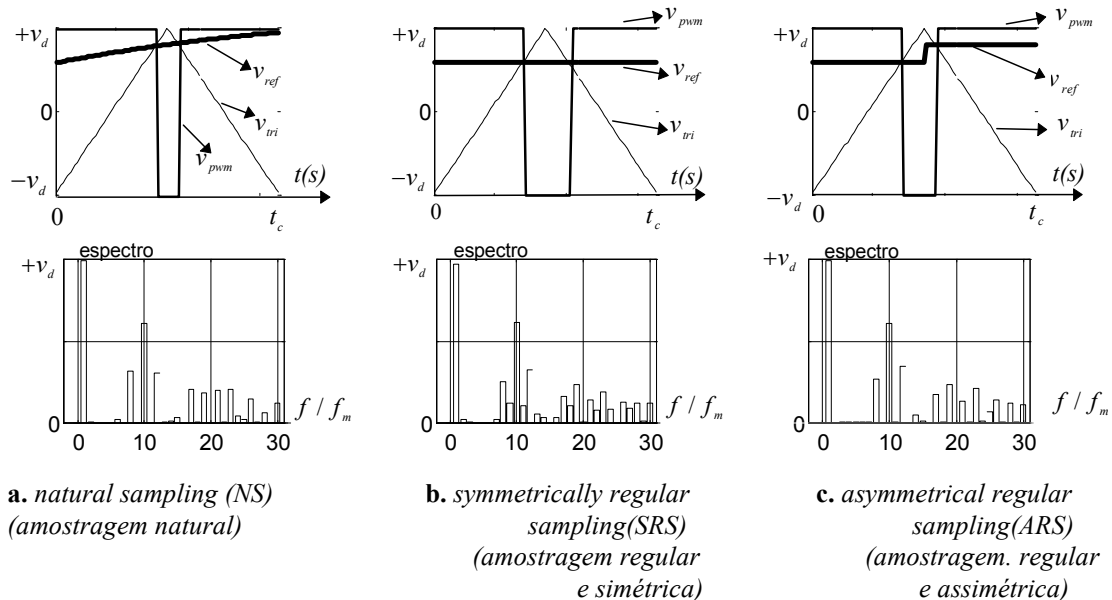 +v_d
v_ref
0
v_tri
v_pwm
−v_d
t(s)
0
t_c
espectro
+v_d
0
f / f_m
0 10 20 30
a. natural sampling (NS)
(amostragem natural)
v_pwm
+v_d
v_ref
0
v_tri
−v_d
t(s)
0
t_c
espectro
+v_d
0
f / f_m
0 10 20 30
b. symmetrically regular
sampling(SRS)
(amostragem regular
e simétrica)
v_pwm
+v_d
v_ref
0
v_tri
−v_d
t(s)
0
t_c
espectro
+v_d
0
f / f_m
0 10 20 30
c. asymmetrical regular
sampling(ARS)
(amostragem. regular
e assimétrica)